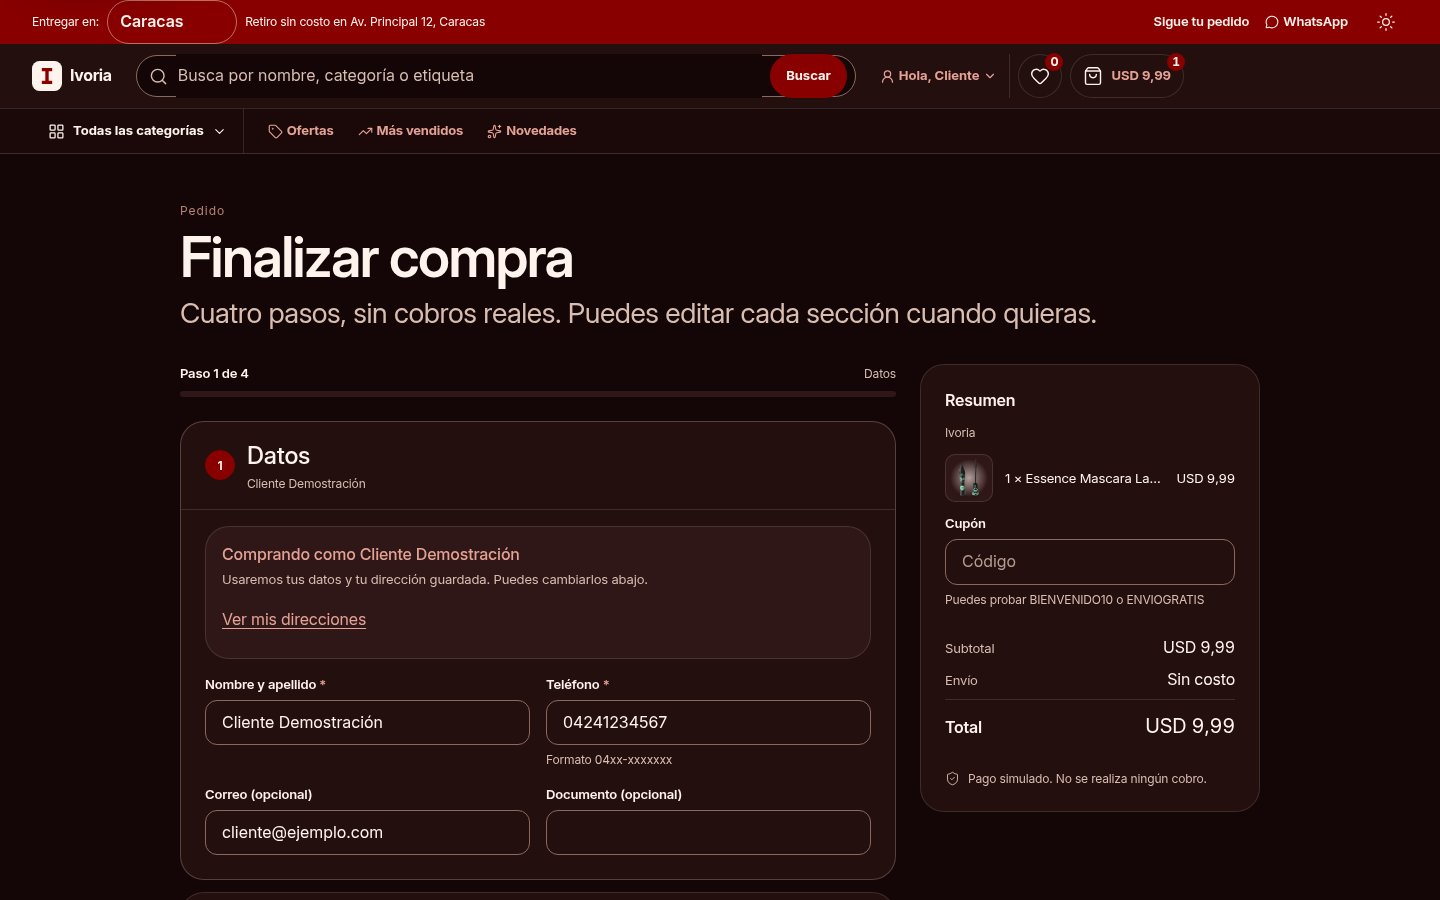 Entregar en: Caracas Retiro sin costo en Av. Principal 12, Caracas Sigue tu pedido WhatsApp
I Ivoria Busca por nombre, categoría o etiqueta Buscar Hola, Cliente 0 USD 9,99 1
Todas las categorías Ofertas Más vendidos Novedades
Pedido
Finalizar compra
Cuatro pasos, sin cobros reales. Puedes editar cada sección cuando quieras.
Paso 1 de 4 Datos
1 Datos
Cliente Demostración
Comprando como Cliente Demostración
Usaremos tus datos y tu dirección guardada. Puedes cambiarlos abajo.
Ver mis direcciones
Nombre y apellido * Teléfono *
Cliente Demostración 04241234567
Formato 04xx-xxxxxxx
Correo (opcional) Documento (opcional)
cliente@ejemplo.com
Resumen
Ivoria
1 × Essence Mascara La... USD 9,99
Cupón
Código
Puedes probar BIENVENIDO10 o ENVIOGRATIS
Subtotal USD 9,99
Envío Sin costo
Total USD 9,99
Pago simulado. No se realiza ningún cobro.